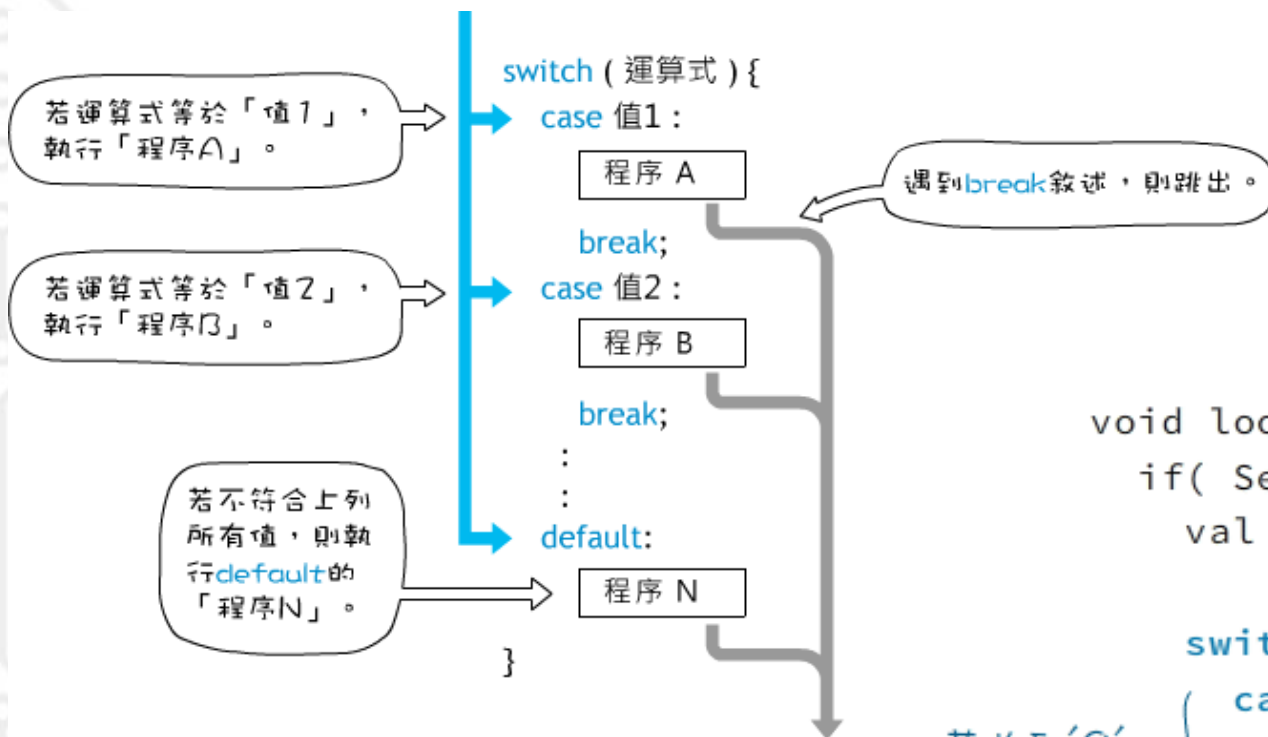 switch ( 運算式 ) {
若運算式等於「值1」，
執行「程序A」。
case 值1 :
程序 A
遇到break敘述，則跳出。
break;
若運算式等於「值2」，
執行「程序B」。
case 值2 :
程序 B
break;
:
:
若不符合上列
所有值，則執
行default的
「程序N」。
default:
程序 N
}
void
if(
val